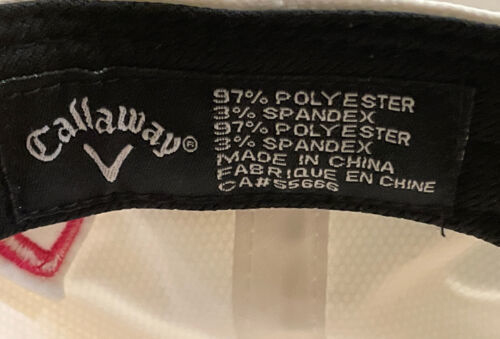 Callaway®
97% POLYESTER
3% SPANDEX
97% POLYESTER
3% SPANDEX
MADE IN CHINA
FABRIQUE EN CHINE
CA#55666